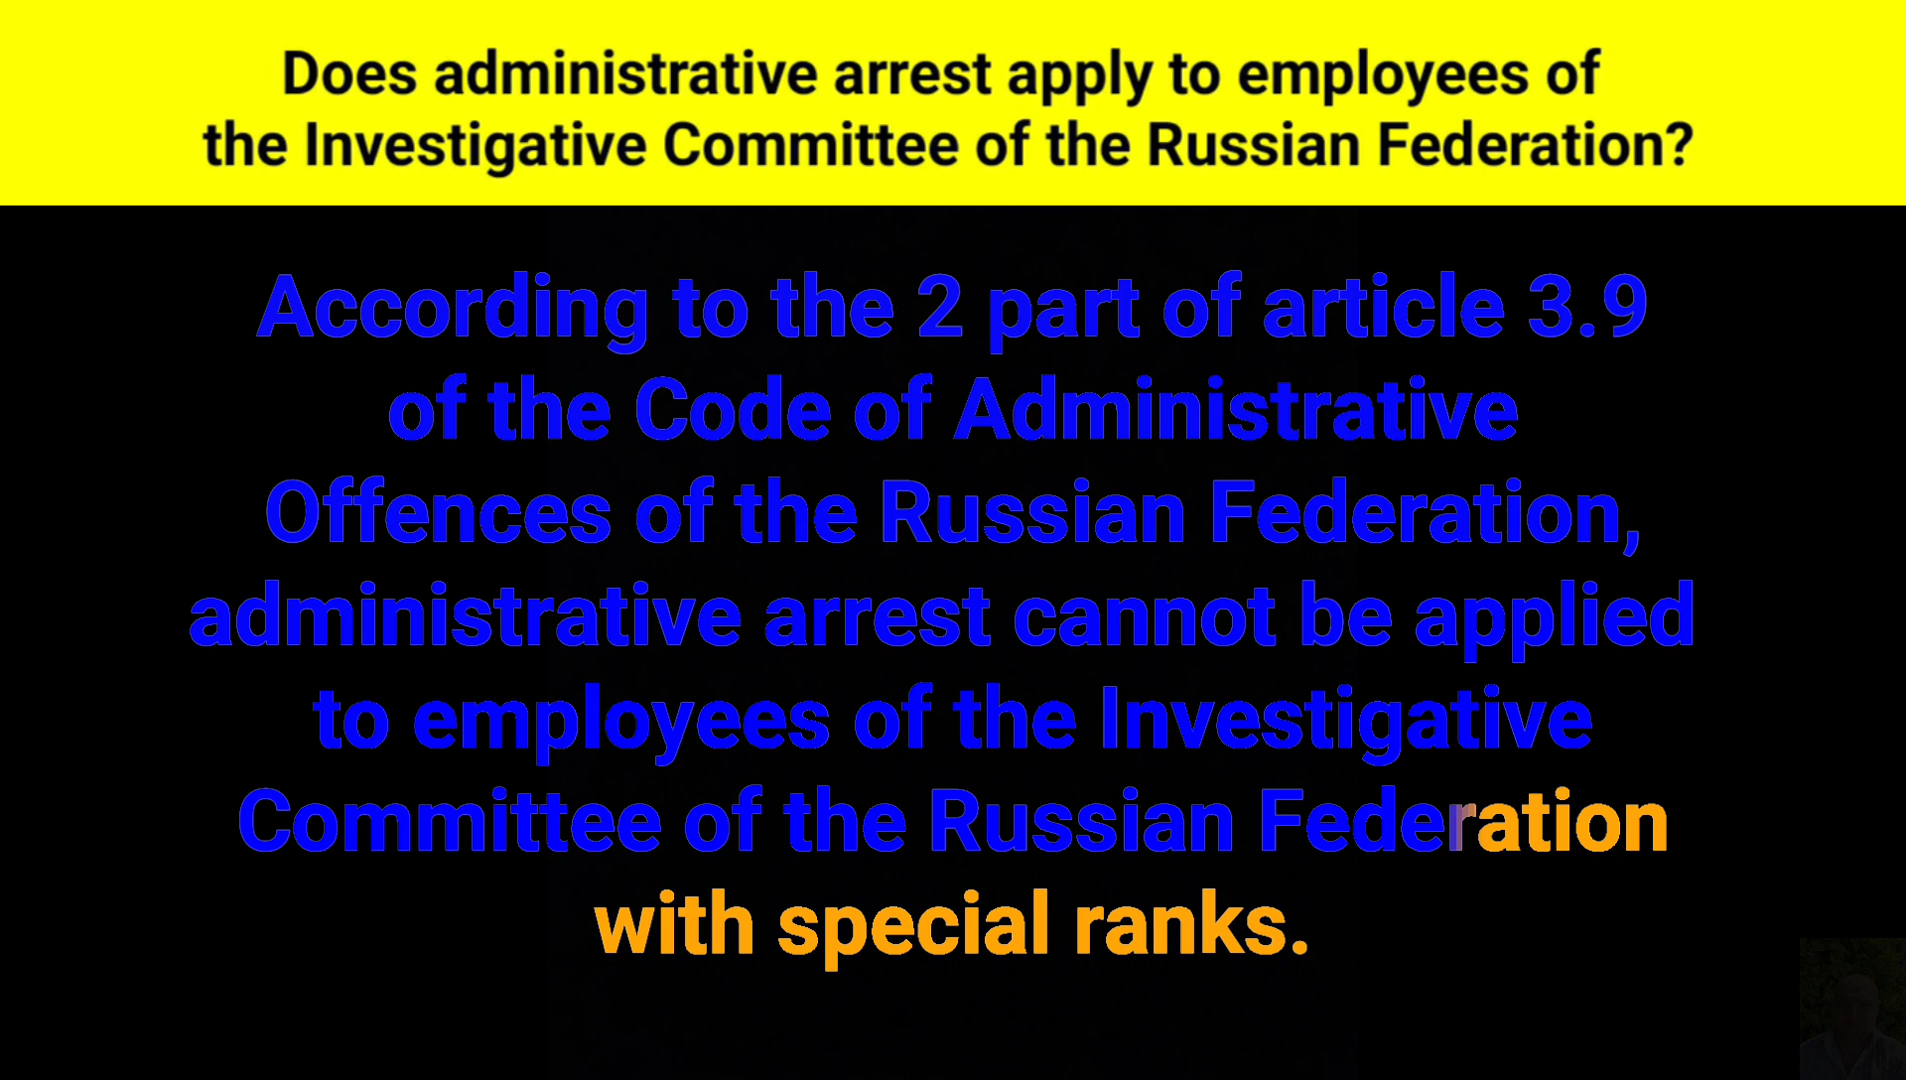 Does administrative arrest apply to employees of
the Investigative Committee of the Russian Federation?
According to the 2 part of article 3.9
of the Code of Administrative
Offences of the Russian Federation,
administrative arrest cannot be applied
to employees of the Investigative
Committee of the Russian Federation
with special ranks.